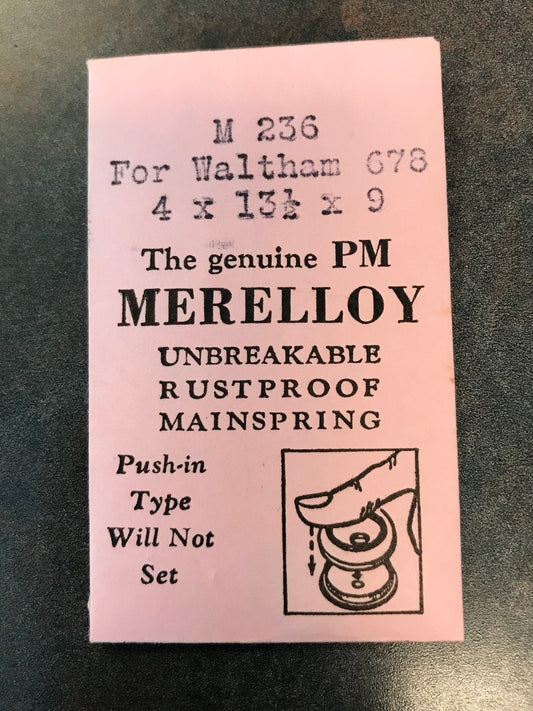 M 236
For Waltham 678
4 x 13½ x 9
The genuine PM
MERELLOY
UNBREAKABLE
RUSTPROOF
MAINSPRING
Push-in
Type
Will Not
Set